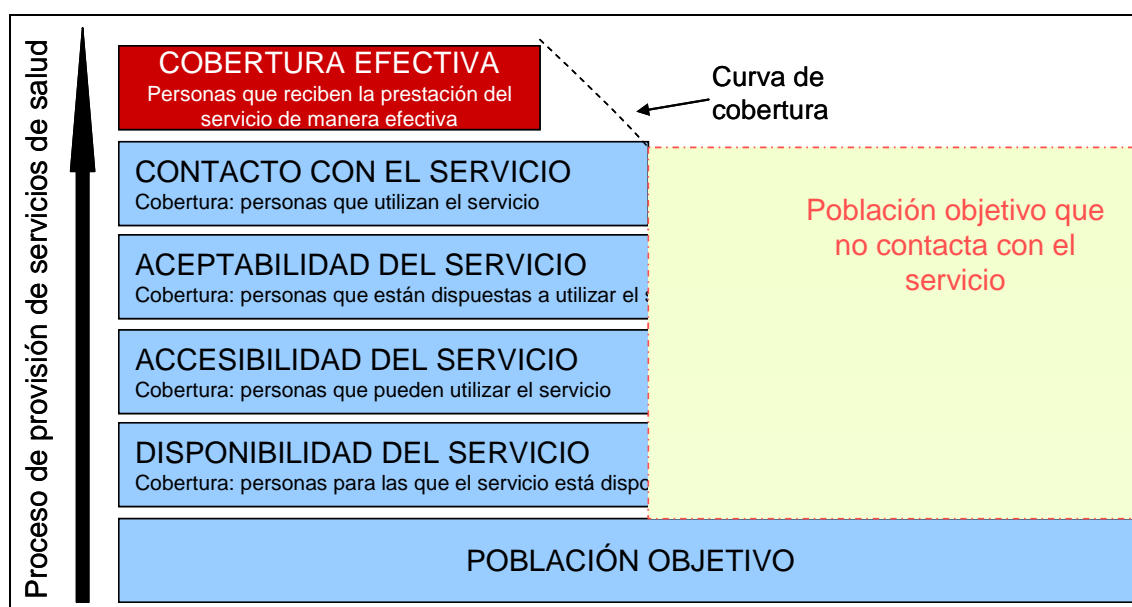 Proceso de provisión de servicios de salud
COBERTURA EFECTIVA
Personas que reciben la prestación del
servicio de manera efectiva
Curva de
cobertura
CONTACTO CON EL SERVICIO
Cobertura: personas que utilizan el servicio
Población objetivo que
no contacta con el
servicio
ACEPTABILIDAD DEL SERVICIO
Cobertura: personas que están dispuestas a utilizar el
ACCESIBILIDAD DEL SERVICIO
Cobertura: personas que pueden utilizar el servicio
DISPONIBILIDAD DEL SERVICIO
Cobertura: personas para las que el servicio está dispo
POBLACIÓN OBJETIVO